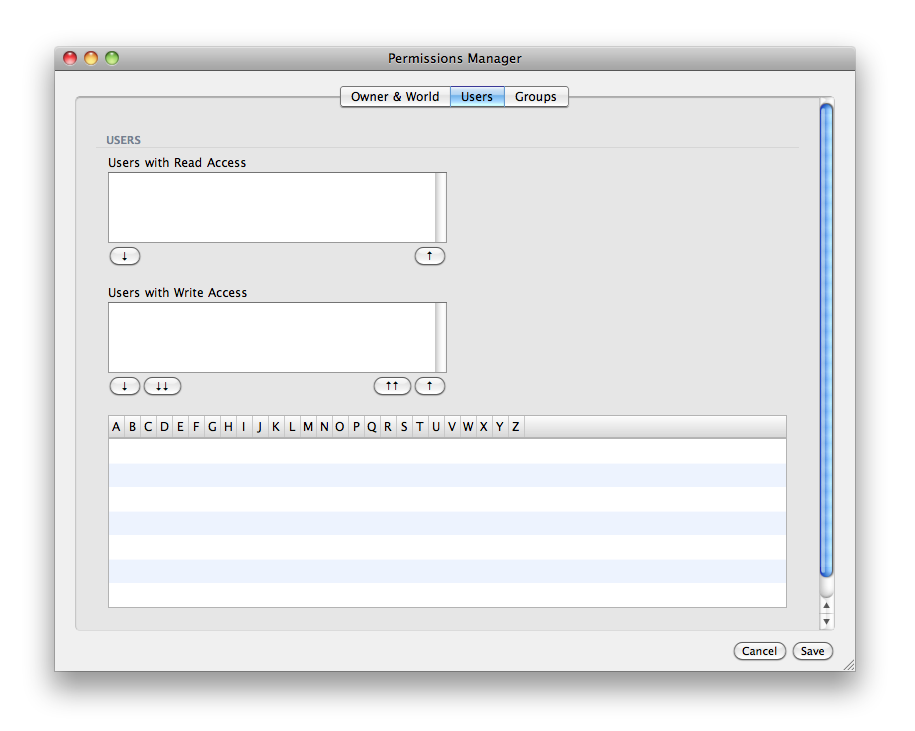 Permissions Manager
Owner & World Users Groups
USERS
Users with Read Access
↓ ↑
Users with Write Access
↓ ↓↓ ↑↑ ↑
A B C D E F G H I J K L M N O P Q R S T U V W X Y Z
Cancel Save